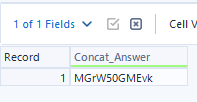 1 of 1 Fields Cell V
Record Concat_Answer
1 MGrW50GMEvk